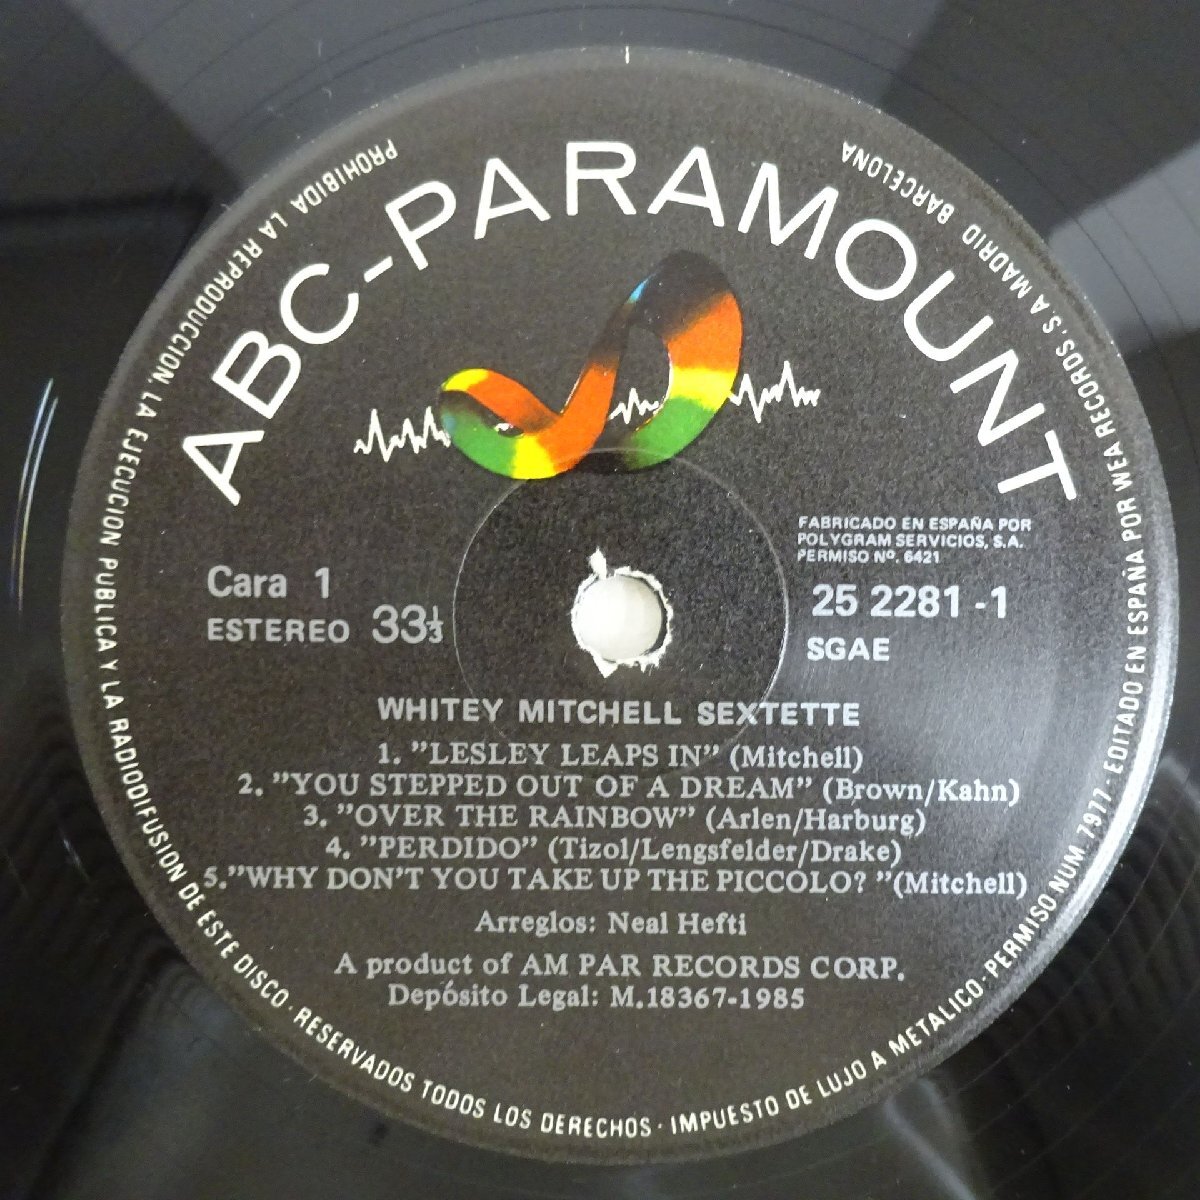 ABC-PARAMOUNT
PROHIBIDA LA REPRODUCCION, LA EJECUCION PUBLICA Y LA RADIODIFUSION DE ESTE DISCO · RESERVADOS TODOS LOS DERECHOS · IMPUESTO DE LUJO A METALICO · PERMISO NUM 7977 · EDITADO EN ESPAÑA POR WEA RECORDS, S A MADRID BARCELONA
FABRICADO EN ESPAÑA POR
POLYGRAM SERVICIOS, S.A.
PERMISO Nº. 6421
Cara 1
25 2281 -1
ESTEREO 33⅓
SGAE
WHITEY MITCHELL SEXTETTE
1. "LESLEY LEAPS IN" (Mitchell)
2. "YOU STEPPED OUT OF A DREAM" (Brown/Kahn)
3. "OVER THE RAINBOW" (Arlen/Harburg)
4. "PERDIDO" (Tizol/Lengsfelder/Drake)
5."WHY DON'T YOU TAKE UP THE PICCOLO? "(Mitchell)
Arreglos: Neal Hefti
A product of AM PAR RECORDS CORP.
Depósito Legal: M.18367-1985